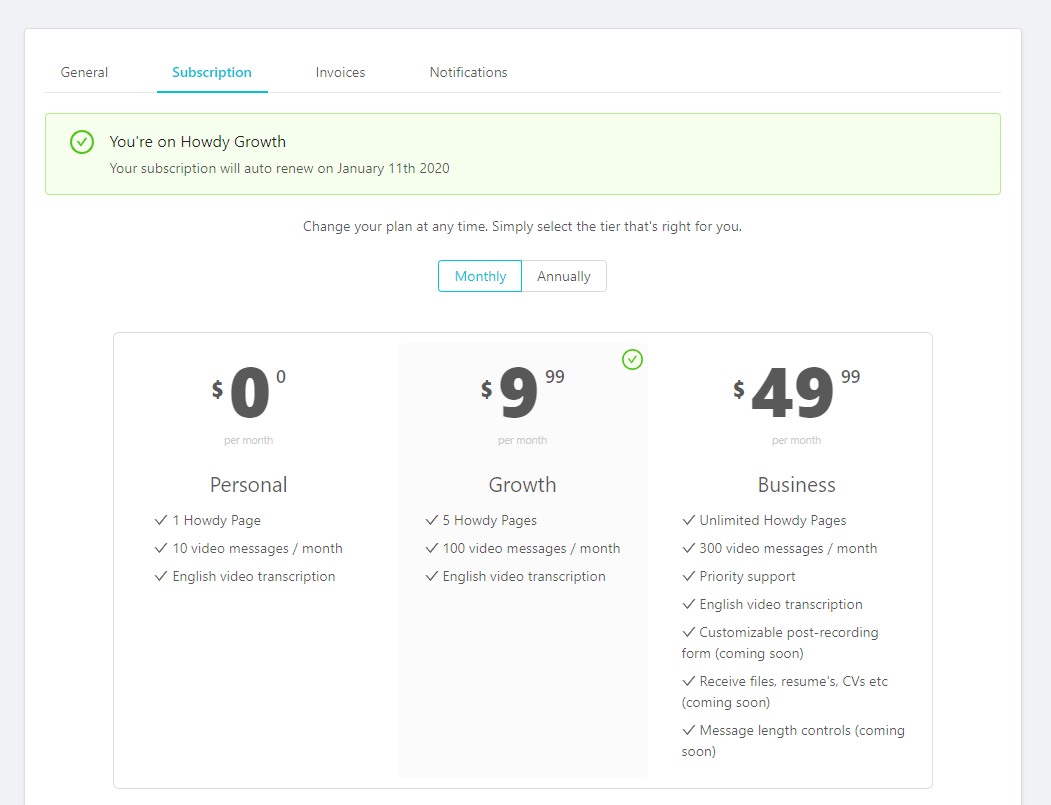 General Subscription Invoices Notifications
You're on Howdy Growth
Your subscription will auto renew on January 11th 2020
Change your plan at any time. Simply select the tier that's right for you.
Monthly Annually
$ 0 0
per month
Personal
1 Howdy Page
10 video messages / month
English video transcription
$ 9 99
per month
Growth
5 Howdy Pages
100 video messages / month
English video transcription
$ 49 99
per month
Business
Unlimited Howdy Pages
300 video messages / month
Priority support
English video transcription
Customizable post-recording
form (coming soon)
Receive files, resume's, CVs etc
(coming soon)
Message length controls (coming
soon)